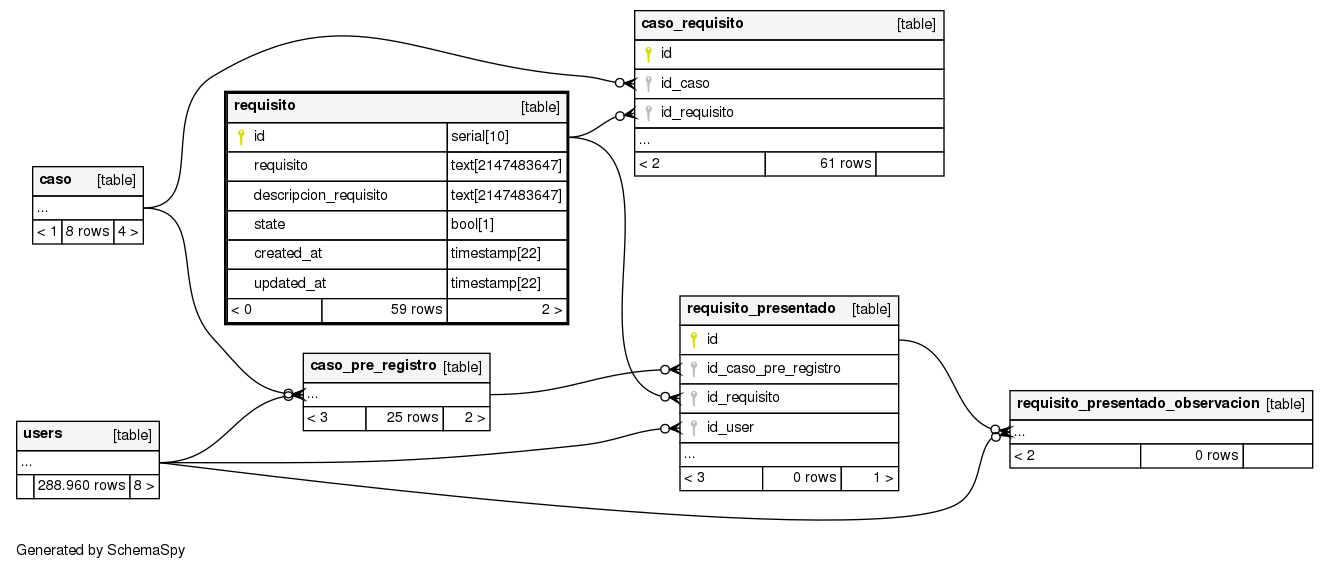 caso_requisito [table]
id
id_caso
id_requisito
...
< 2 61 rows
requisito [table]
id serial[10]
requisito text[2147483647]
descripcion_requisito text[2147483647]
state bool[1]
created_at timestamp[22]
updated_at timestamp[22]
< 0 59 rows 2 >
caso [table]
...
< 1 8 rows 4 >
requisito_presentado [table]
id
id_caso_pre_registro
id_requisito
id_user
...
< 3 0 rows 1 >
caso_pre_registro [table]
...
< 3 25 rows 2 >
requisito_presentado_observacion [table]
...
< 2 0 rows
users [table]
...
288.960 rows 8 >
Generated by SchemaSpy